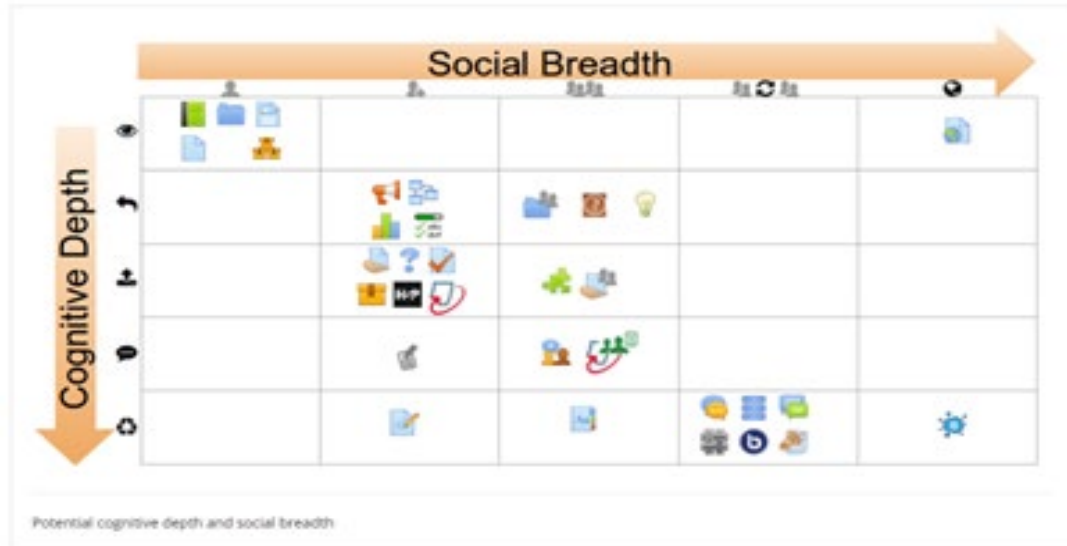 Social Breadth
Cognitive Depth
H-P
b
Potential cognitive depth and social breadth